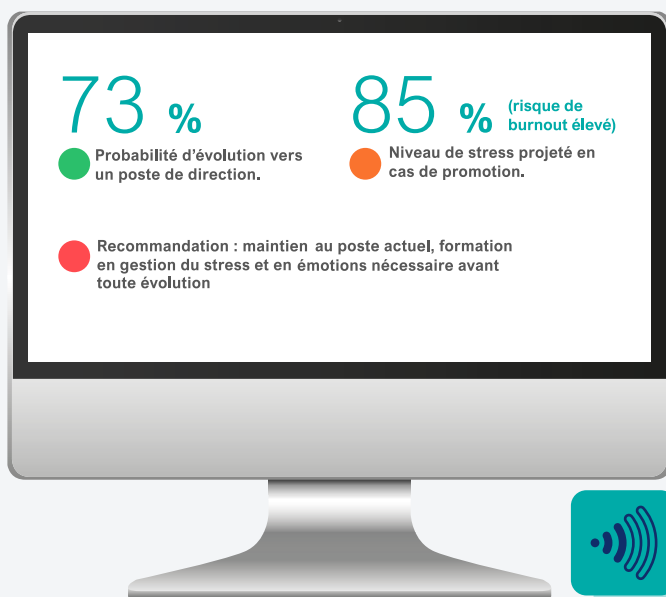 73 %
Probabilité d'évolution vers
un poste de direction.
85 % (risque de
burnout élevé)
Niveau de stress projeté en
cas de promotion.
Recommandation : maintien au poste actuel, formation
en gestion du stress et en émotions nécessaire avant
toute évolution